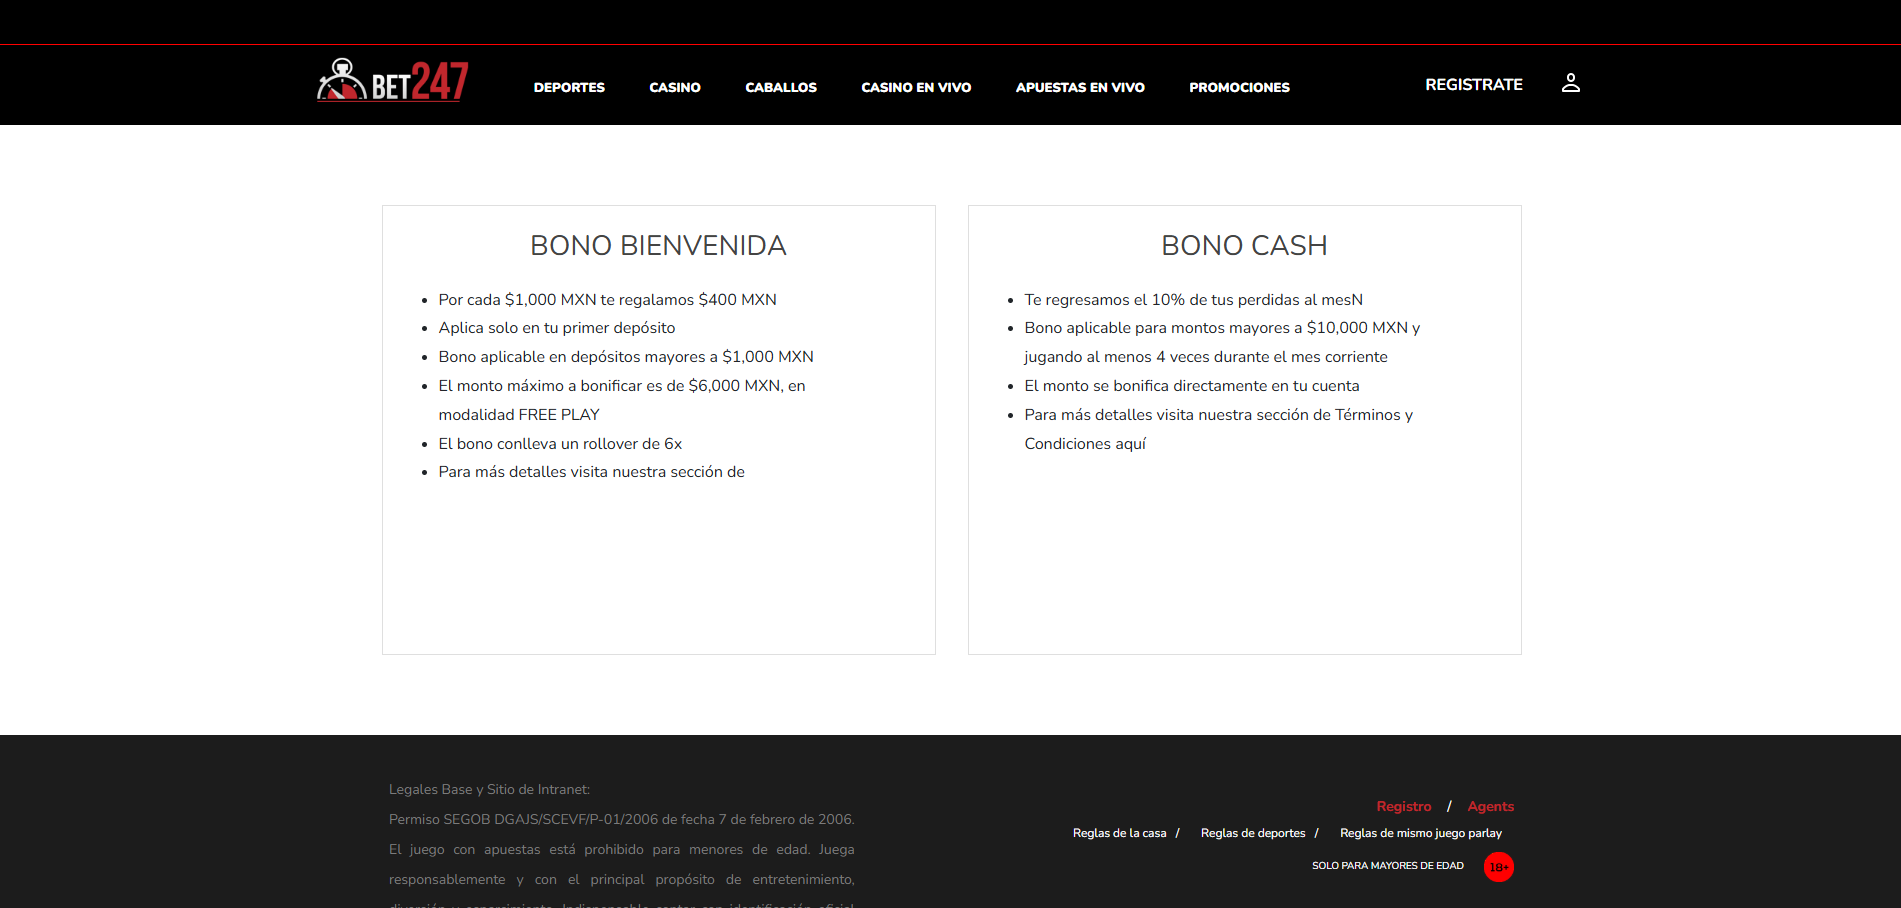 BET247
DEPORTES
CASINO
CABALLOS
CASINO EN VIVO
APUESTAS EN VIVO
PROMOCIONES
REGISTRATE
BONO BIENVENIDA
Por cada $1,000 MXN te regalamos $400 MXN
Aplica solo en tu primer depósito
Bono aplicable en depósitos mayores a $1,000 MXN
El monto máximo a bonificar es de $6,000 MXN, en
modalidad FREE PLAY
El bono conlleva un rollover de 6x
Para más detalles visita nuestra sección de
BONO CASH
Te regresamos el 10% de tus perdidas al mesN
Bono aplicable para montos mayores a $10,000 MXN y
jugando al menos 4 veces durante el mes corriente
El monto se bonifica directamente en tu cuenta
Para más detalles visita nuestra sección de Términos y
Condiciones aquí
Legales Base y Sitio de Intranet:
Permiso SEGOB DGAJS/SCEVF/P-01/2006 de fecha 7 de febrero de 2006.
El juego con apuestas está prohibido para menores de edad. Juega
responsablemente y con el principal propósito de entretenimiento,
Registro / Agents
Reglas de la casa / Reglas de deportes / Reglas de mismo juego parlay
SOLO PARA MAYORES DE EDAD 18+